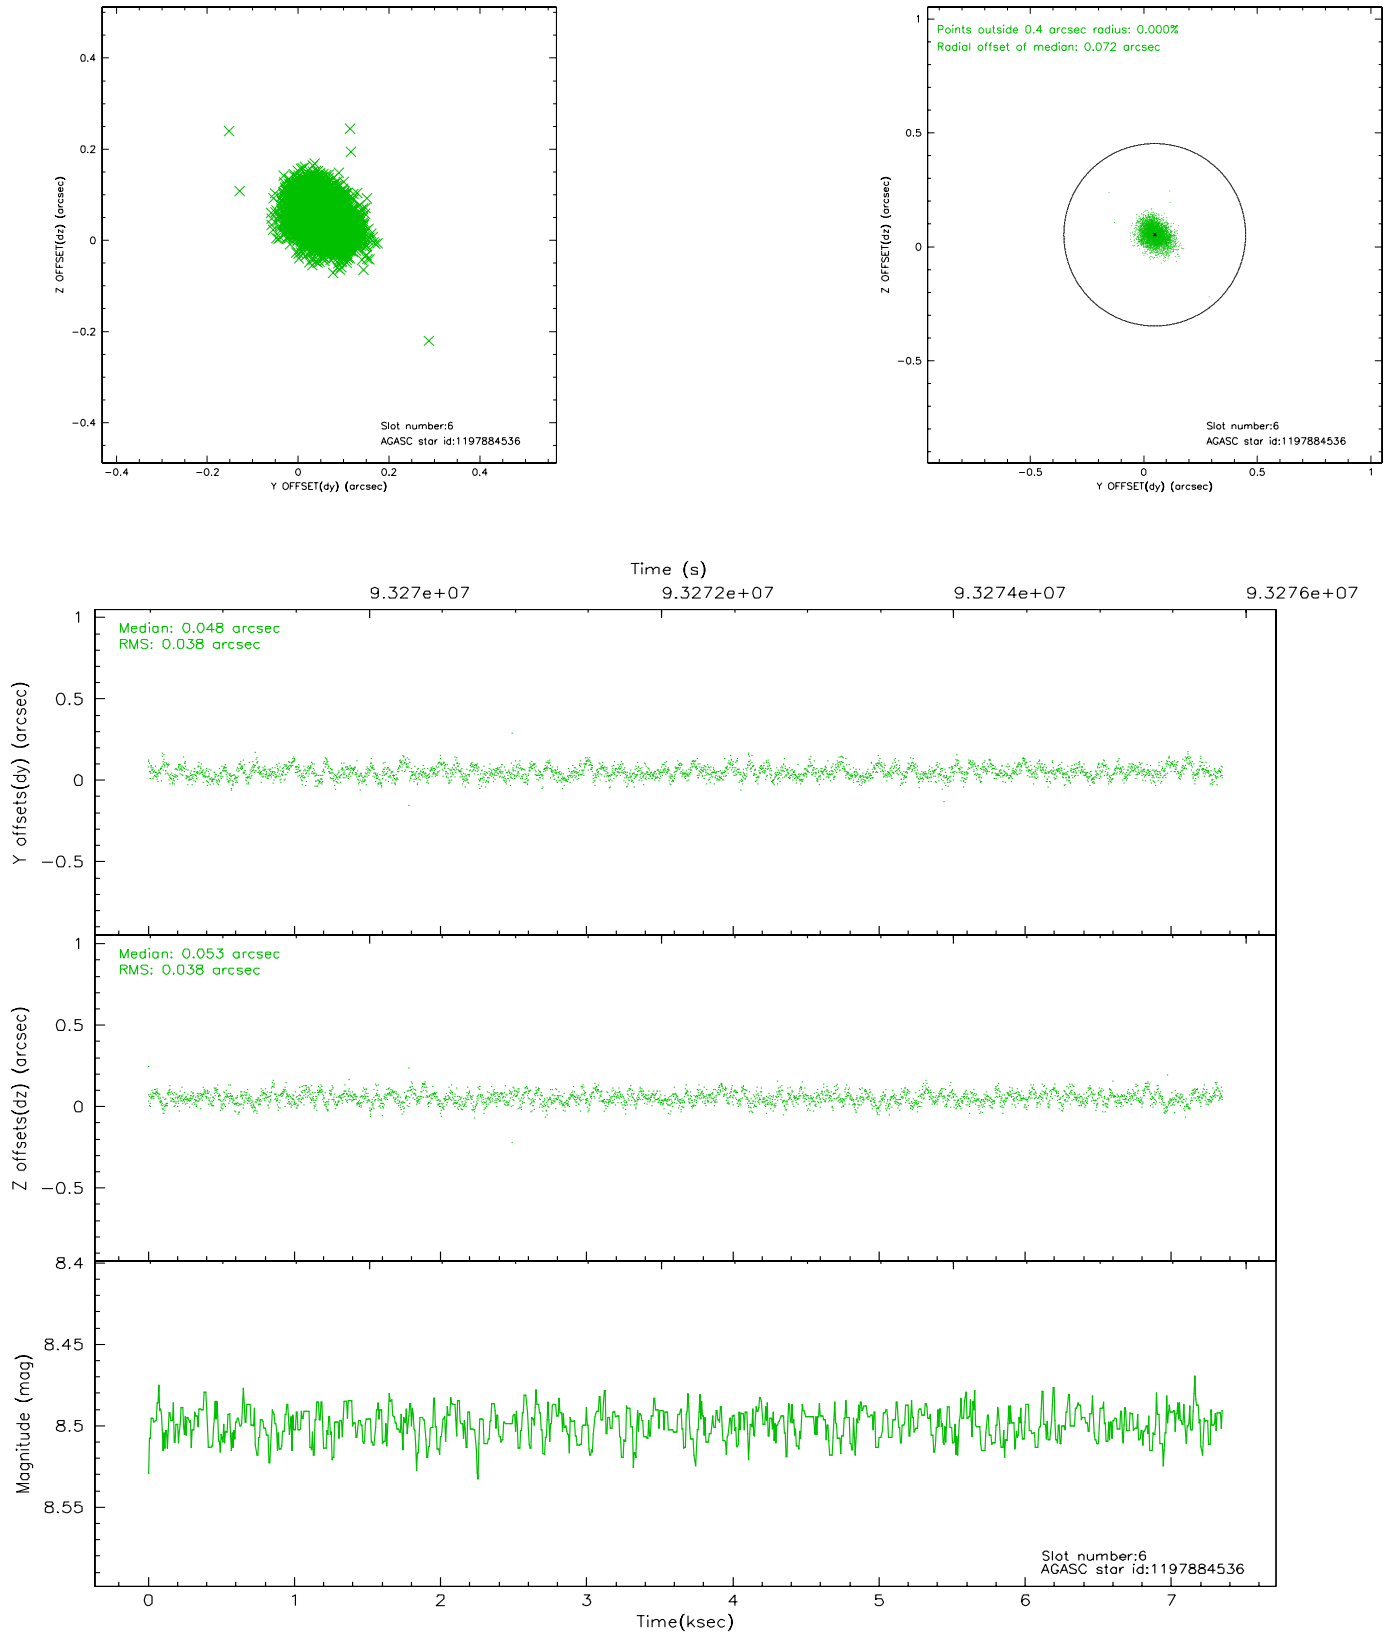 0.4
0.2
0
−0.2
−0.4
Z OFFSET(dz) (arcsec)
Slot number:6
AGASC star id:1197884536
−0.4
−0.2
0
0.2
0.4
Y OFFSET(dy) (arcsec)
Points outside 0.4 arcsec radius: 0.000%
Radial offset of median: 0.072 arcsec
1
0.5
0
−0.5
Z OFFSET(dz) (arcsec)
Slot number:6
AGASC star id:1197884536
−0.5
0
0.5
1
Y OFFSET(dy) (arcsec)
Time (s)
9.327e+07
9.3272e+07
9.3274e+07
9.3276e+07
Median: 0.048 arcsec
RMS: 0.038 arcsec
1
0.5
0
−0.5
Y offsets(dy) (arcsec)
Median: 0.053 arcsec
RMS: 0.038 arcsec
1
0.5
0
−0.5
Z offsets(dz) (arcsec)
8.4
8.45
8.5
8.55
Magnitude (mag)
Slot number:6
AGASC star id:1197884536
0
1
2
3
4
5
6
7
Time(ksec)